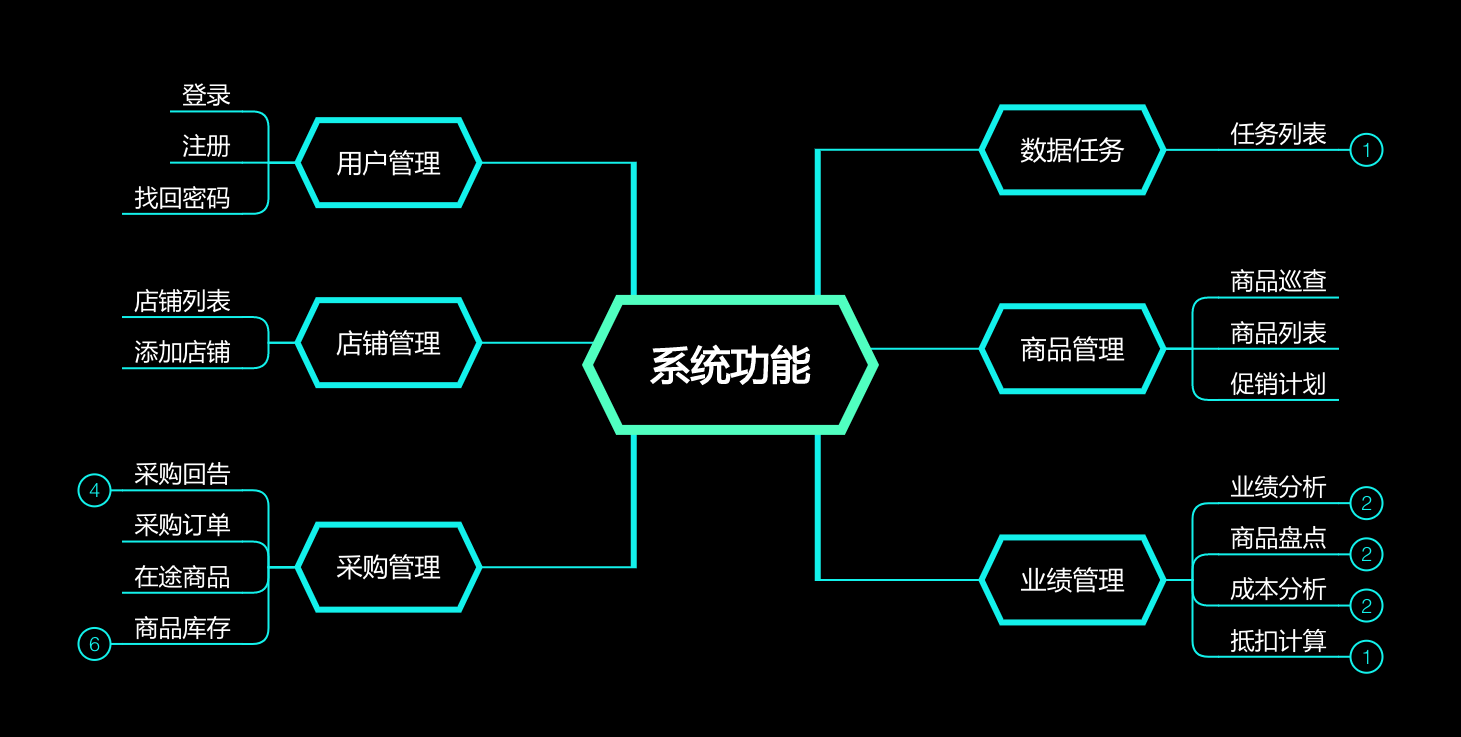 系统功能
用户管理
登录
注册
找回密码
店铺管理
店铺列表
添加店铺
采购管理
采购回告
4
采购订单
在途商品
商品库存
6
数据任务
任务列表
1
商品管理
商品巡查
商品列表
促销计划
业绩管理
业绩分析
2
商品盘点
2
成本分析
2
抵扣计算
1